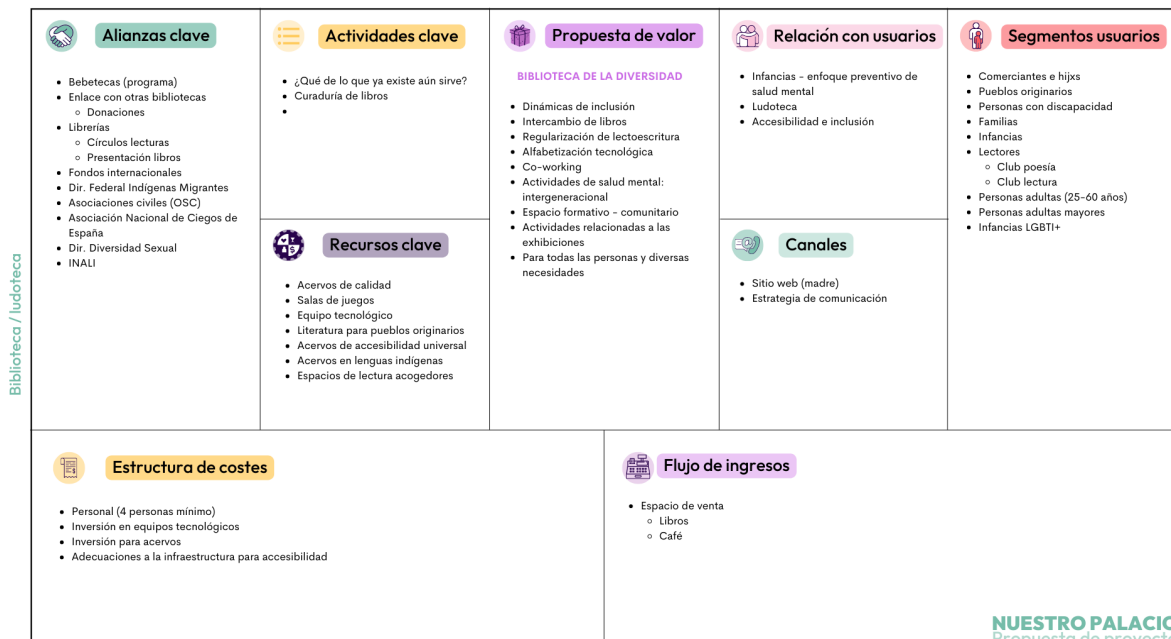 Alianzas clave
Bebetecas (programa)
Enlace con otras bibliotecas
Donaciones
Librerías
Círculos lecturas
Presentación libros
Fondos internacionales
Dir. Federal Indígenas Migrantes
Asociaciones civiles (OSC)
Asociación Nacional de Ciegos de
España
Dir. Diversidad Sexual
INALI
Actividades clave
¿Qué de lo que ya existe aún sirve?
Curaduría de libros
Recursos clave
Acervos de calidad
Salas de juegos
Equipo tecnológico
Literatura para pueblos originarios
Acervos de accesibilidad universal
Acervos en lenguas indígenas
Espacios de lectura acogedores
Propuesta de valor
BIBLIOTECA DE LA DIVERSIDAD
Dinámicas de inclusión
Intercambio de libros
Regularización de lectoescritura
Alfabetización tecnológica
Co-working
Actividades de salud mental:
intergeneracional
Espacio formativo - comunitario
Actividades relacionadas a las
exhibiciones
Para todas las personas y diversas
necesidades
Relación con usuarios
Infancias - enfoque preventivo de
salud mental
Ludoteca
Accesibilidad e inclusión
Canales
Sitio web (madre)
Estrategia de comunicación
Segmentos usuarios
Comerciantes e hijxs
Pueblos originarios
Personas con discapacidad
Familias
Infancias
Lectores
Club poesía
Club lectura
Personas adultas (25-60 años)
Personas adultas mayores
Infancias LGBTI+
Biblioteca / ludoteca
Estructura de costes
Personal (4 personas mínimo)
Inversión en equipos tecnológicos
Inversión para acervos
Adecuaciones a la infraestructura para accesibilidad
Flujo de ingresos
Espacio de venta
Libros
Café
NUESTRO PALACIO
Propuesta de proyecto